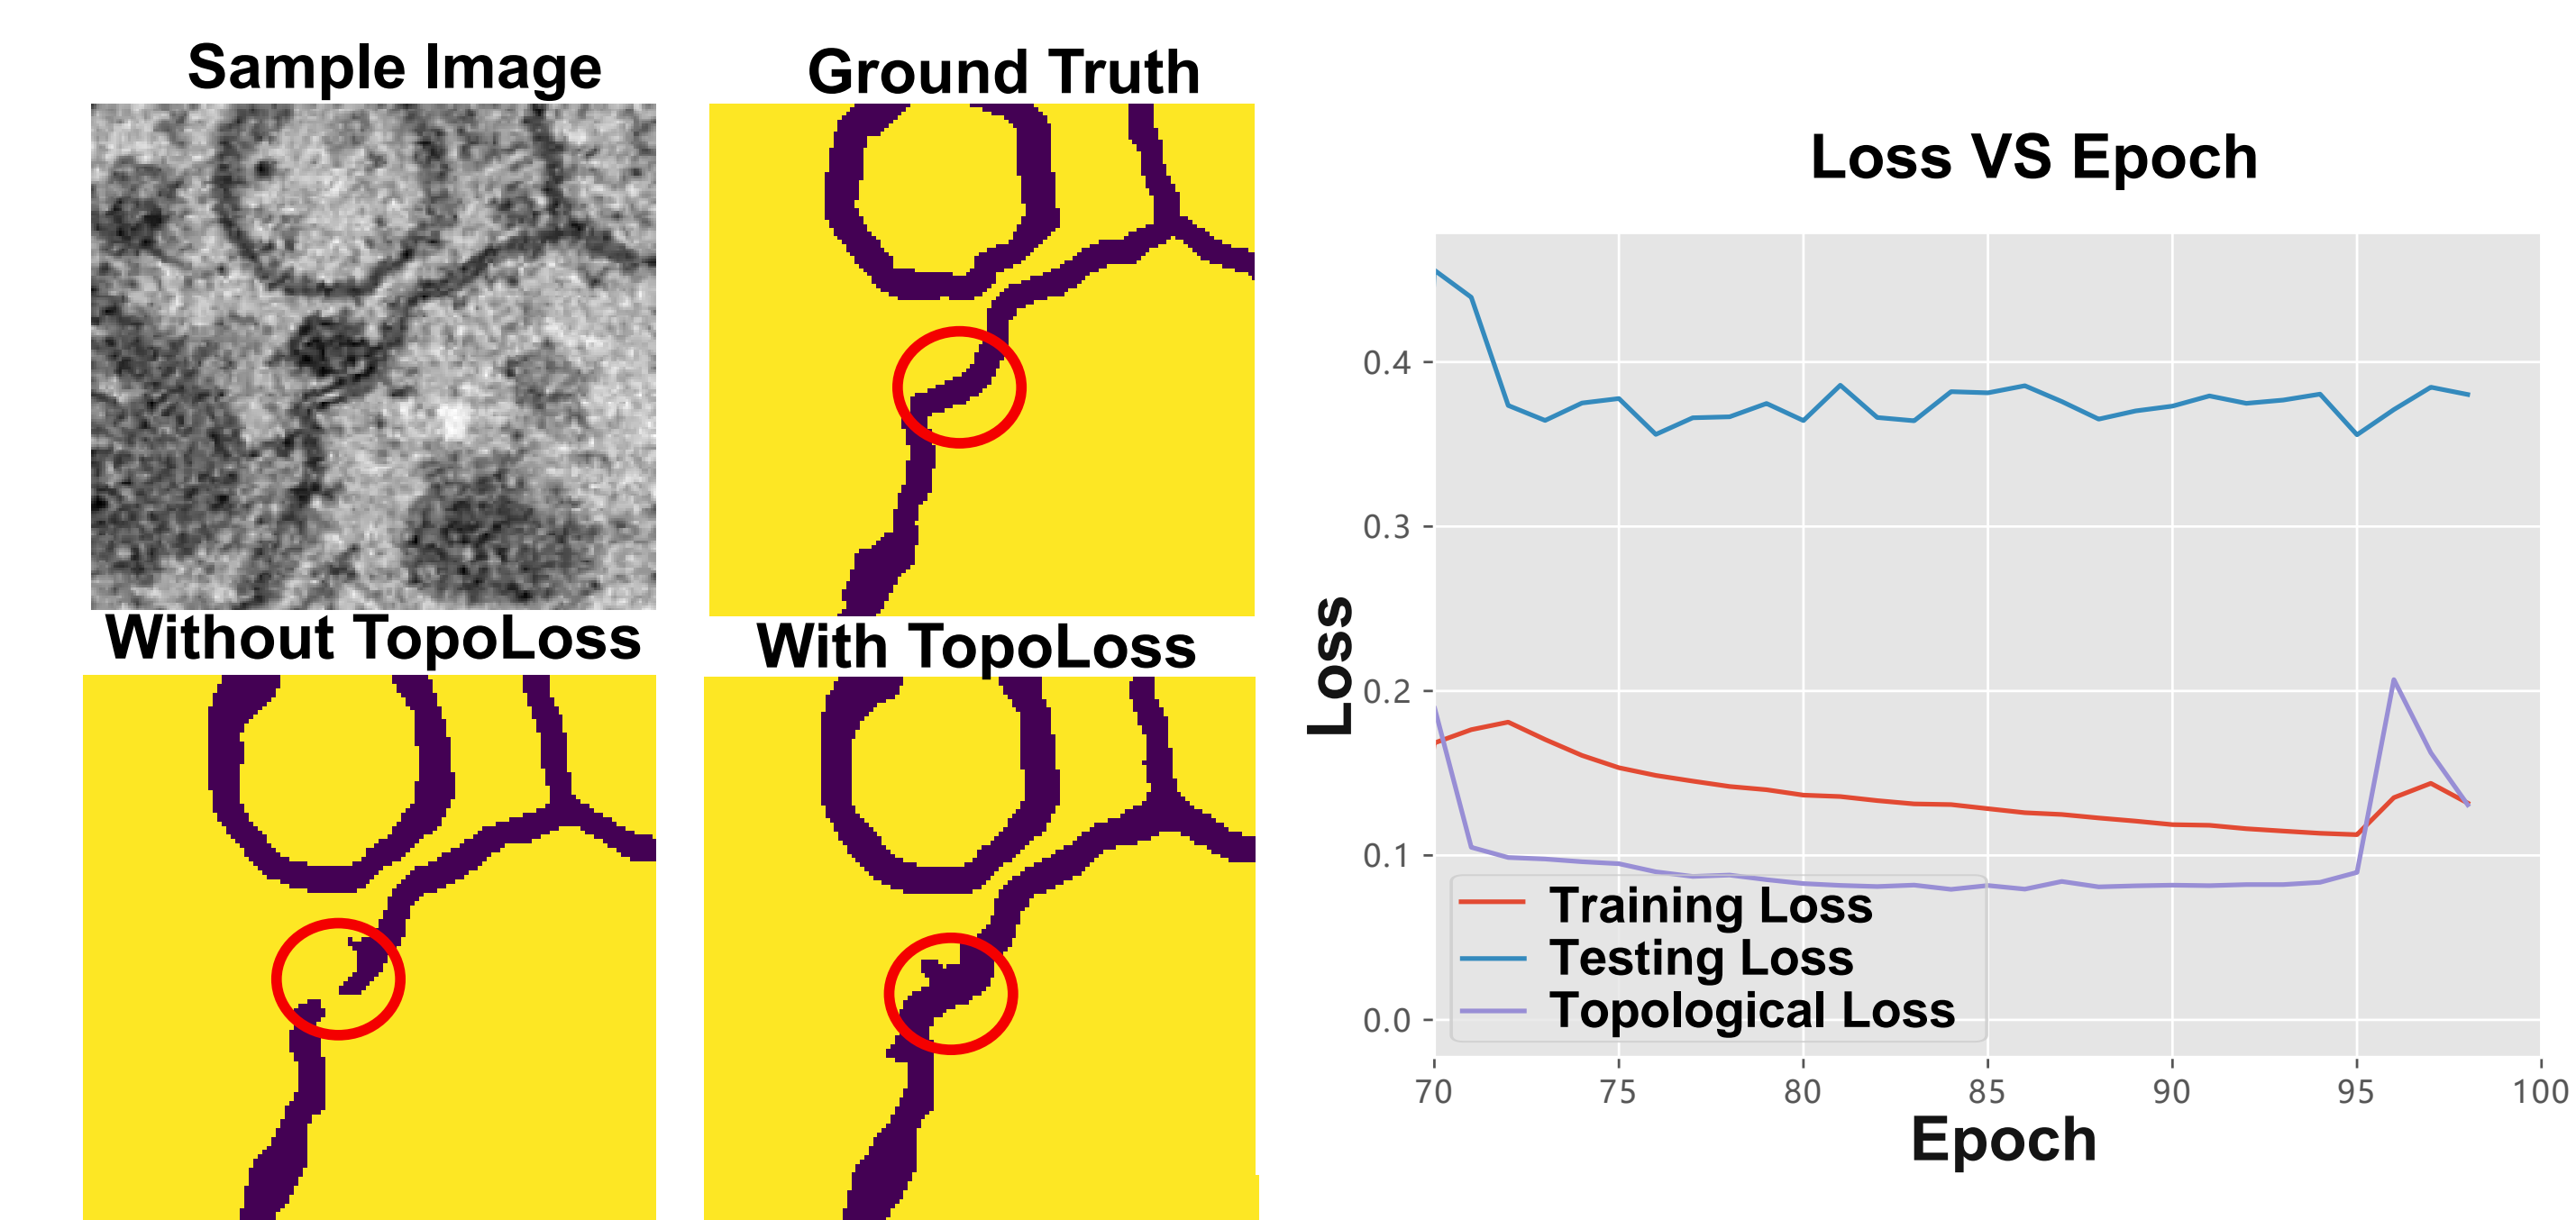 Sample Image
Ground Truth
Without TopoLoss
With TopoLoss
Loss VS Epoch
Loss
0.4
0.3
0.2
0.1
0.0
Training Loss
Testing Loss
Topological Loss
70 75 80 85 90 95 100
Epoch